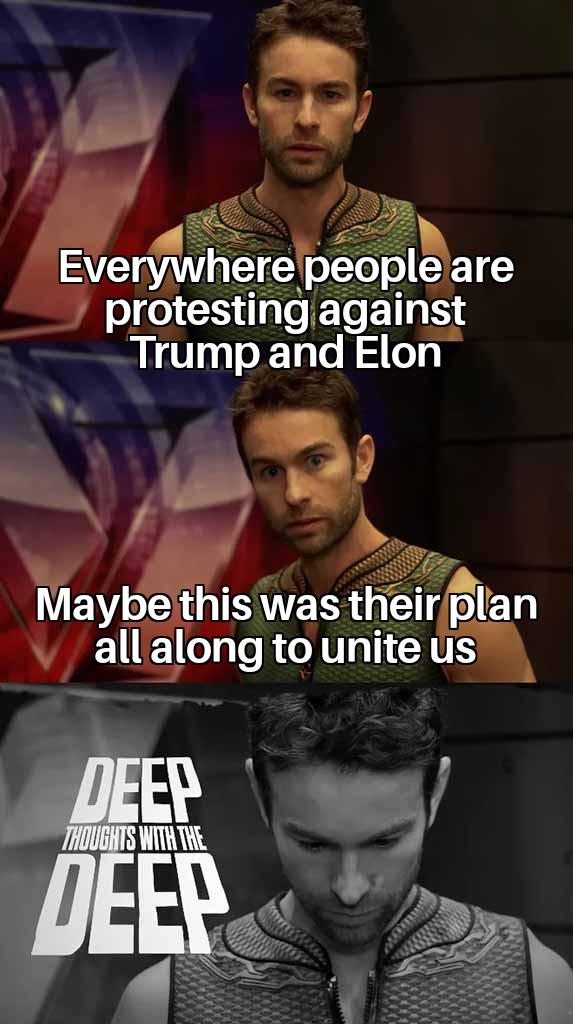 Everywhere people are
protesting against
Trump and Elon
Maybe this was their plan
all along to unite us
DEEP
THOUGHTS WITH THE
DEEP